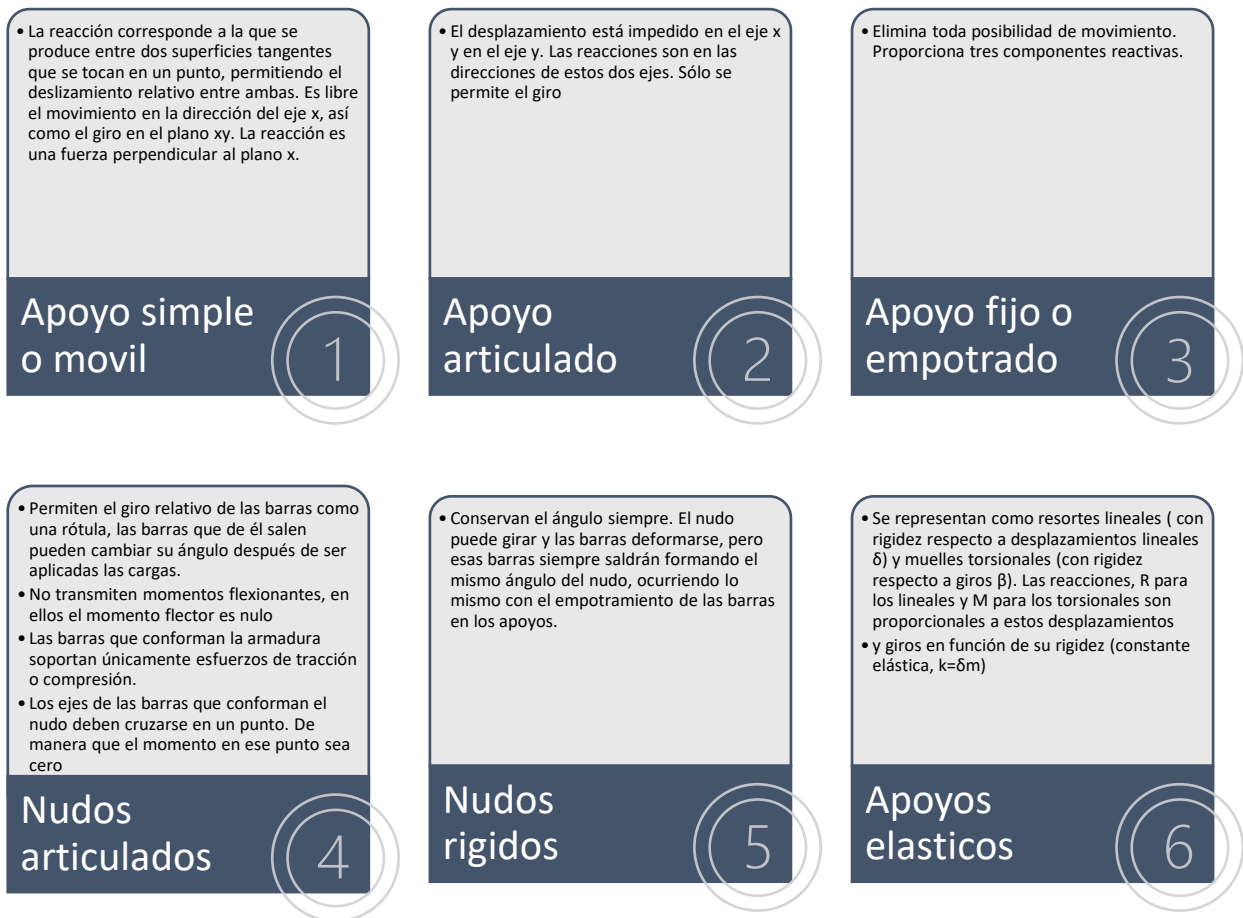 • La reacción corresponde a la que se
produce entre dos superficies tangentes
que se tocan en un punto, permitiendo el
deslizamiento relativo entre ambas. Es libre
el movimiento en la dirección del eje x, así
como el giro en el plano xy. La reacción es
una fuerza perpendicular al plano x.
Apoyo simple
o movil
1
• El desplazamiento está impedido en el eje x
y en el eje y. Las reacciones son en las
direcciones de estos dos ejes. Sólo se
permite el giro
Apoyo
articulado
2
• Elimina toda posibilidad de movimiento.
Proporciona tres componentes reactivas.
Apoyo fijo o
empotrado
3
• Permiten el giro relativo de las barras como
una rótula, las barras que de él salen
pueden cambiar su ángulo después de ser
aplicadas las cargas.
• No transmiten momentos flexionantes, en
ellos el momento flector es nulo
• Las barras que conforman la armadura
soportan únicamente esfuerzos de tracción
o compresión.
• Los ejes de las barras que conforman el
nudo deben cruzarse en un punto. De
manera que el momento en ese punto sea
cero
Nudos
articulados
4
• Conservan el ángulo siempre. El nudo
puede girar y las barras deformarse, pero
esas barras siempre saldrán formando el
mismo ángulo del nudo, ocurriendo lo
mismo con el empotramiento de las barras
en los apoyos.
Nudos
rigidos
5
• Se representan como resortes lineales ( con
rigidez respecto a desplazamientos lineales
δ) y muelles torsionales (con rigidez
respecto a giros β). Las reacciones, R para
los lineales y M para los torsionales son
proporcionales a estos desplazamientos
• y giros en función de su rigidez (constante
elástica, k=δm)
Apoyos
elasticos
6